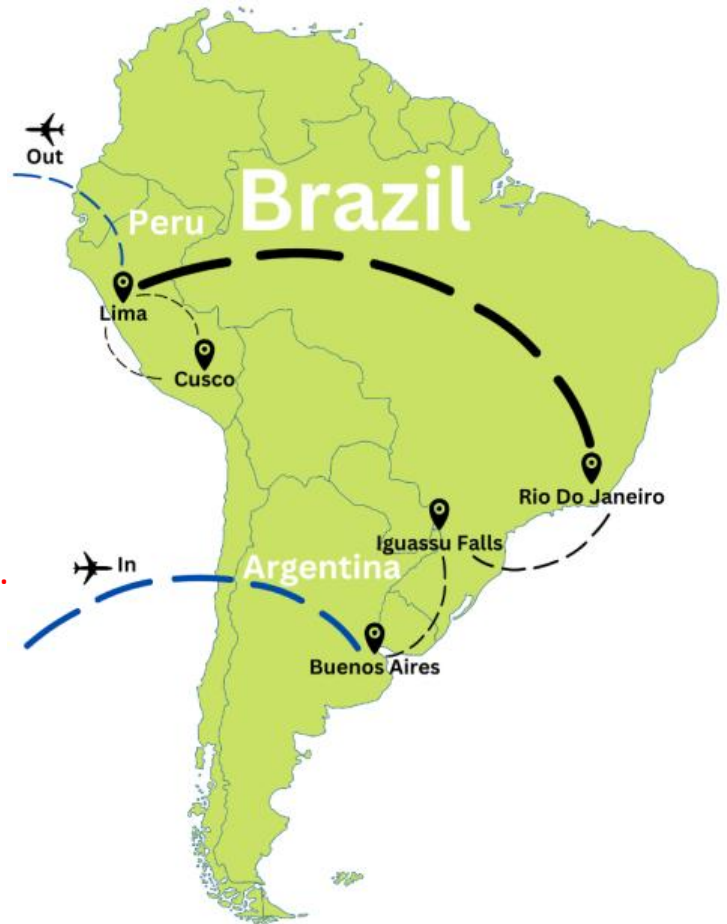 Out
Brazil
Peru
Lima
Cusco
Rio Do Janeiro
Iguassu Falls
In
Argentina
Buenos Aires